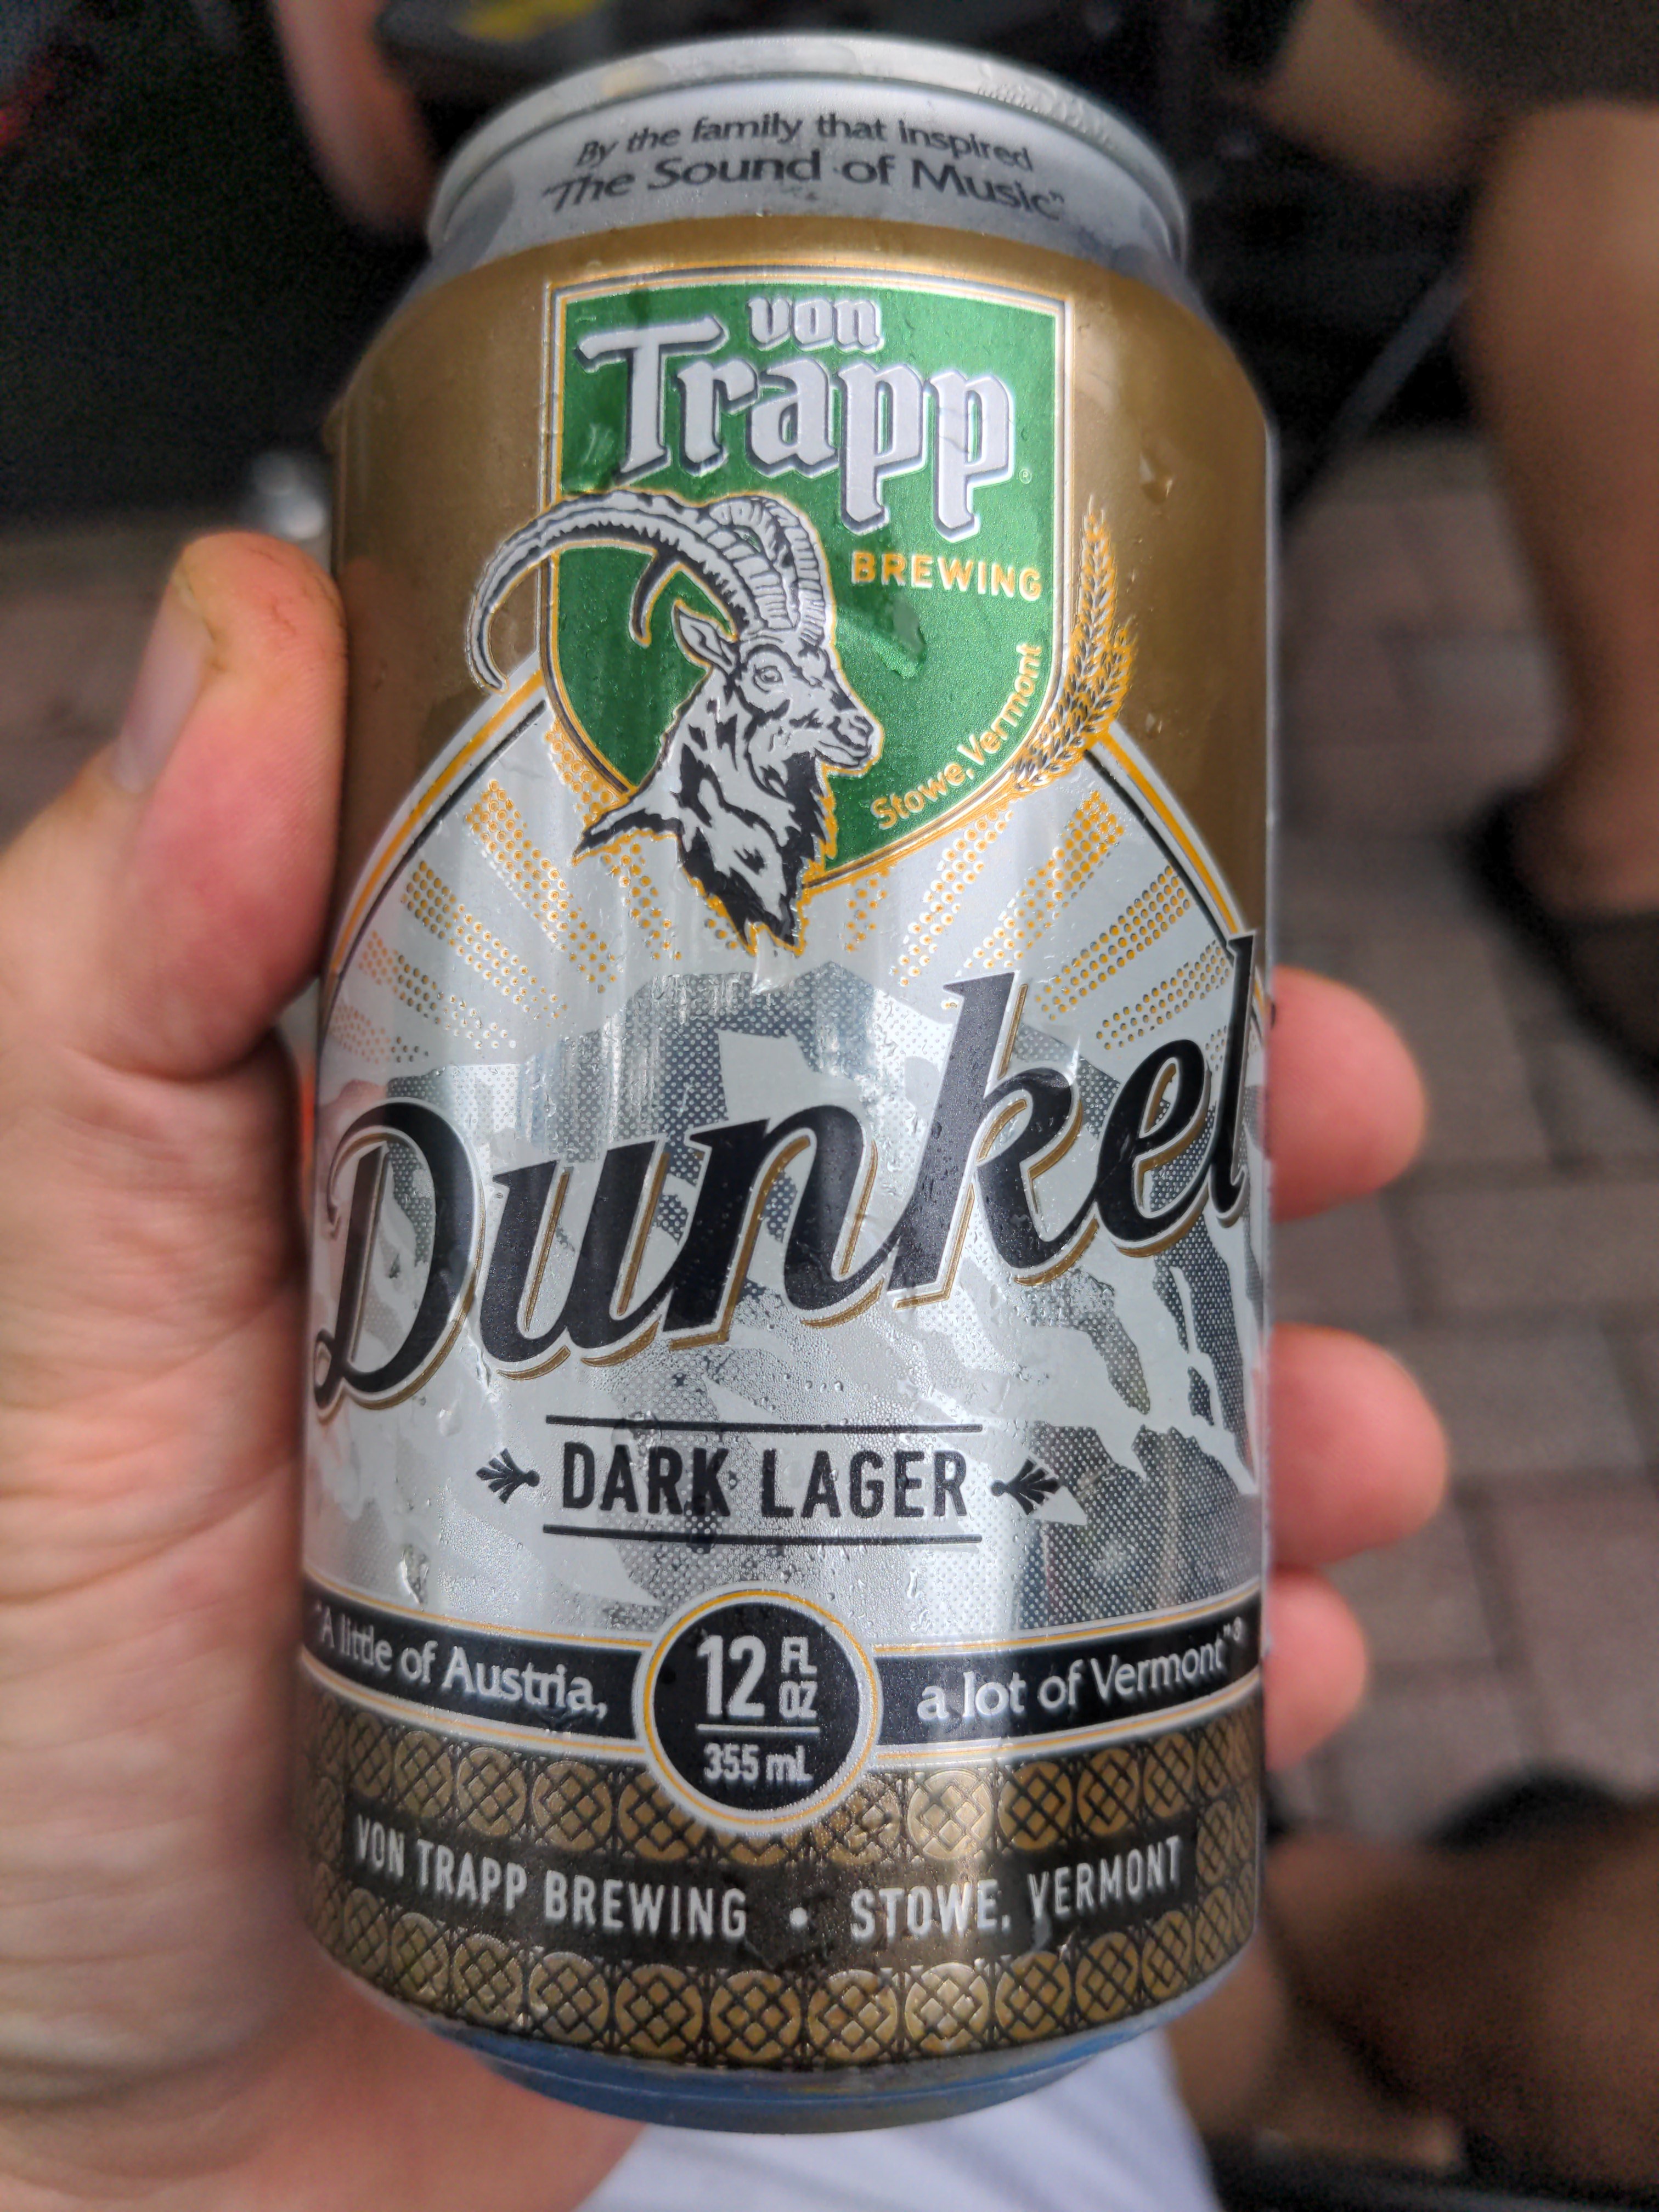 By the family that inspired
"The Sound of Music"
von
Trapp®
BREWING
Stowe, Vermont
Dunkel
DARK LAGER
"A little of Austria,
12 FL OZ
355 mL
a lot of Vermont"®
VON TRAPP BREWING • STOWE, VERMONT